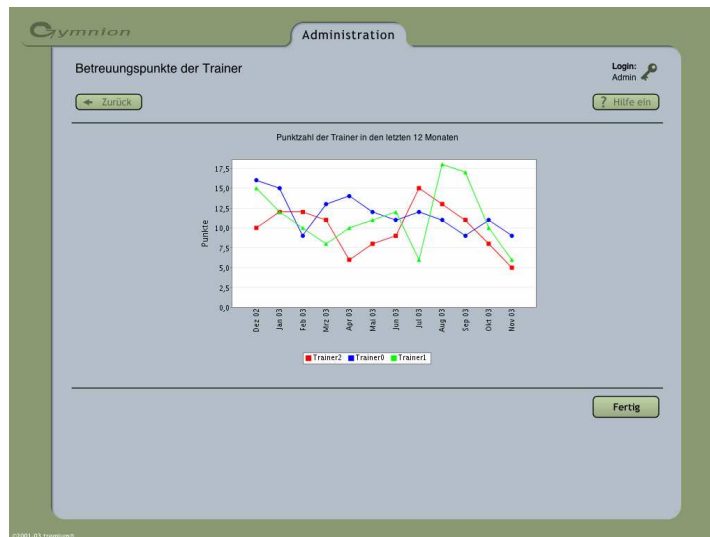 Gymnion
Administration
Betreuungspunkte der Trainer
Login:
Admin
Zurück
? Hilfe ein
Punktzahl der Trainer in den letzten 12 Monaten
Punkte
17,5
15,0
12,5
10,0
7,5
5,0
2,5
0,0
Dez 02
Jan 03
Feb 03
Mrz 03
Apr 03
Mai 03
Jun 03
Jul 03
Aug 03
Sep 03
Okt 03
Nov 03
Trainer2 Trainer0 Trainer1
Fertig
©2001-03